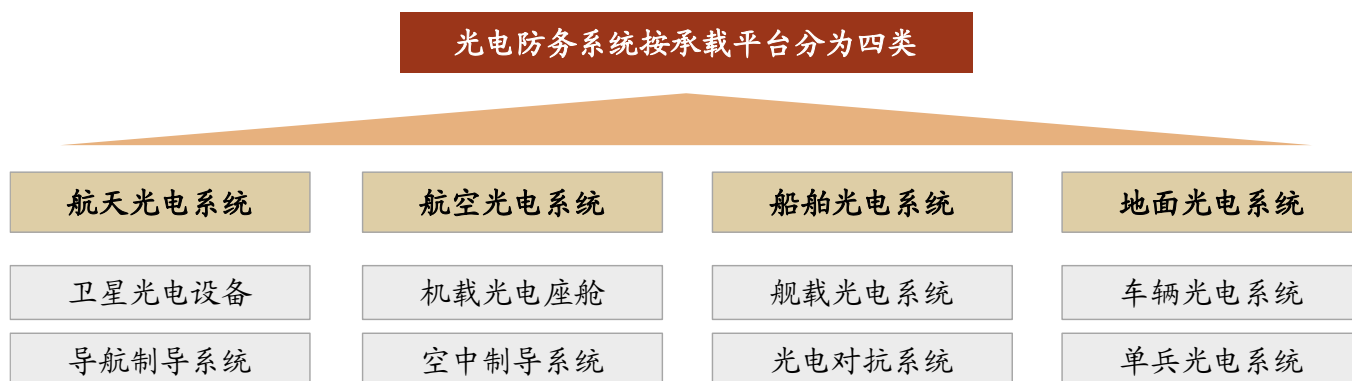 光电防务系统按承载平台分为四类
航天光电系统
航空光电系统
船舶光电系统
地面光电系统
卫星光电设备
机载光电座舱
舰载光电系统
车辆光电系统
导航制导系统
空中制导系统
光电对抗系统
单兵光电系统